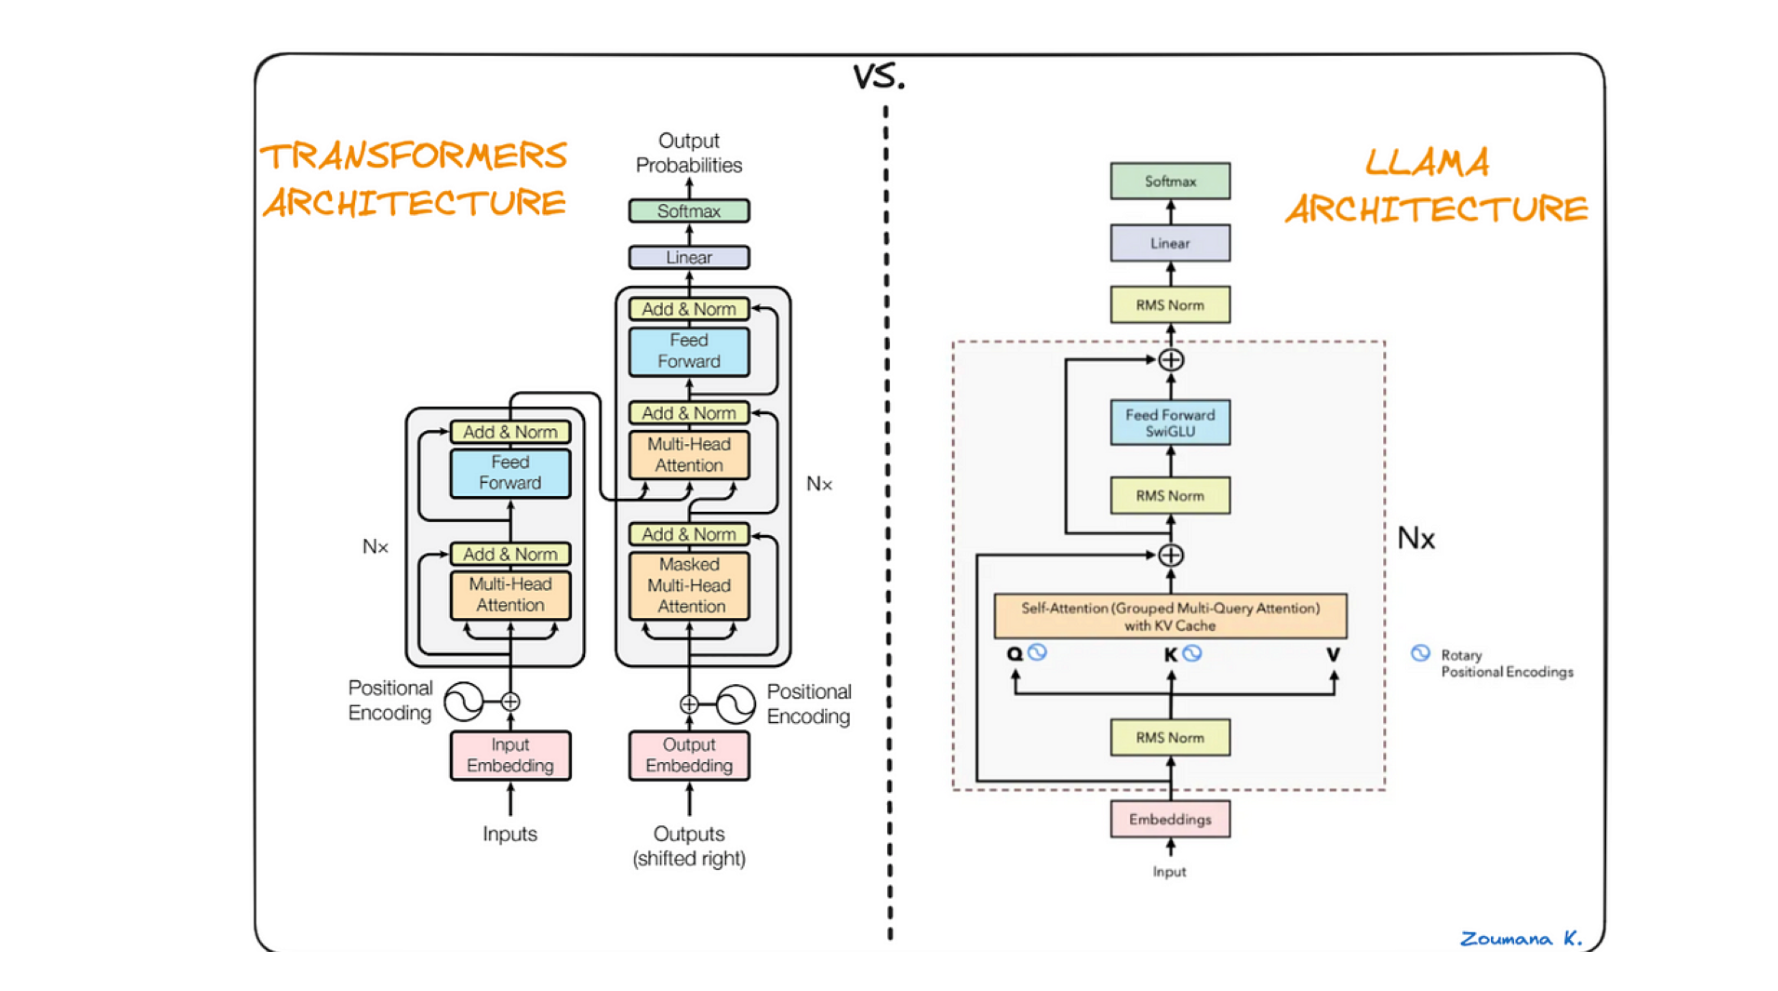 VS.
TRANSFORMERS
ARCHITECTURE
Output
Probabilities
Softmax
Linear
Add & Norm
Feed
Forward
Add & Norm
Multi-Head
Attention
Nx
Add & Norm
Masked
Multi-Head
Attention
Add & Norm
Feed
Forward
Nx
Add & Norm
Multi-Head
Attention
Positional
Encoding
Positional
Encoding
Input
Embedding
Output
Embedding
Inputs
Outputs
(shifted right)
LLAMA
ARCHITECTURE
Softmax
Linear
RMS Norm
Feed Forward
SwiGLU
RMS Norm
Nx
Self-Attention (Grouped Multi-Query Attention)
with KV Cache
Q K V
Rotary
Positional Encodings
RMS Norm
Embeddings
Input
Zoumana K.